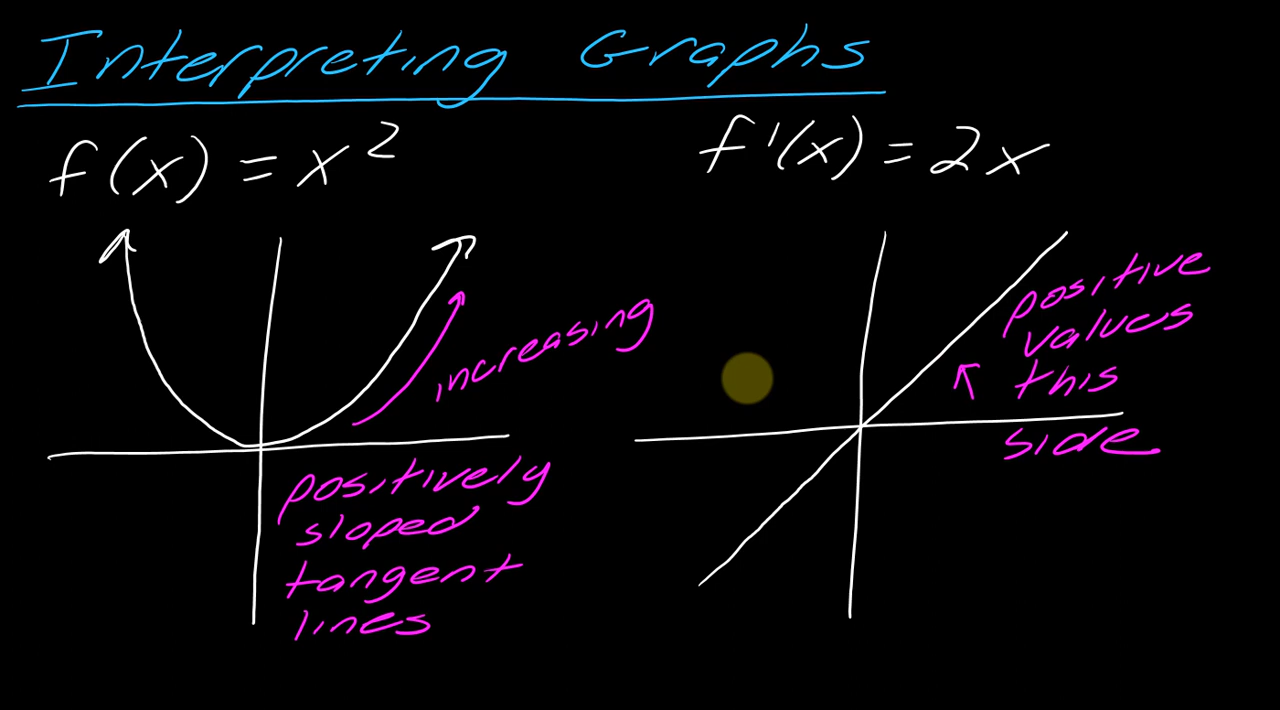 Interpreting Graphs
f(x) = x²
f'(x) = 2x
increasing
positively
sloped
tangent
lines
positive
values
this
side